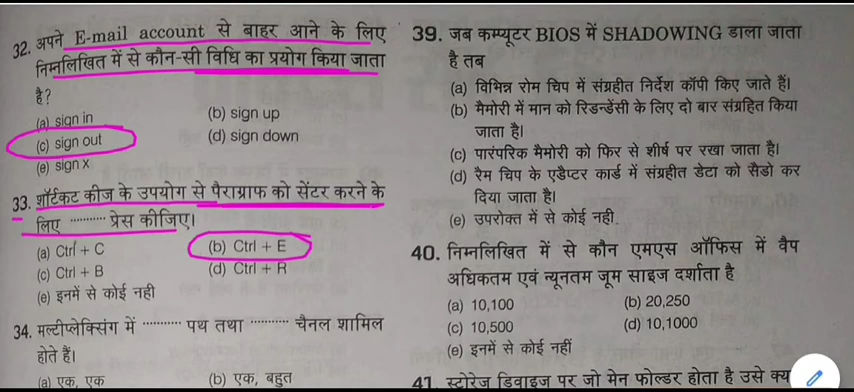 32. अपने E-mail account से बाहर आने के लिए
निम्नलिखित में से कौन-सी विधि का प्रयोग किया जाता
है?
(a) sign in (b) sign up
(c) sign out (d) sign down
(e) sign x
33. शॉर्टकट कीज के उपयोग से पैराग्राफ को सेंटर करने के
लिए ........... प्रेस कीजिए।
(a) Ctrl + C (b) Ctrl + E
(c) Ctrl + B (d) Ctrl + R
(e) इनमें से कोई नही
34. मल्टीप्लेक्सिंग में ........... पथ तथा ........... चैनल शामिल
होते हैं।
(a) एक, एक (b) एक, बहुत
39. जब कम्प्यूटर BIOS में SHADOWING डाला जाता
है तब
(a) विभिन्न रोम चिप में संग्रहीत निर्देश कॉपी किए जाते हैं।
(b) मैमोरी में मान को रिडन्डेंसी के लिए दो बार संग्रहित किया
जाता है।
(c) पारंपरिक मैमोरी को फिर से शीर्ष पर रखा जाता है।
(d) रैम चिप के एडैप्टर कार्ड में संग्रहीत डेटा को सैडो कर
दिया जाता है।
(e) उपरोक्त में से कोई नही
40. निम्नलिखित में से कौन एमएस ऑफिस में वैप
अधिकतम एवं न्यूनतम जूम साइज दर्शाता है
(a) 10,100 (b) 20,250
(c) 10,500 (d) 10,1000
(e) इनमें से कोई नहीं
41. स्टोरेज डिवाइज पर जो मेन फोल्डर होता है उसे